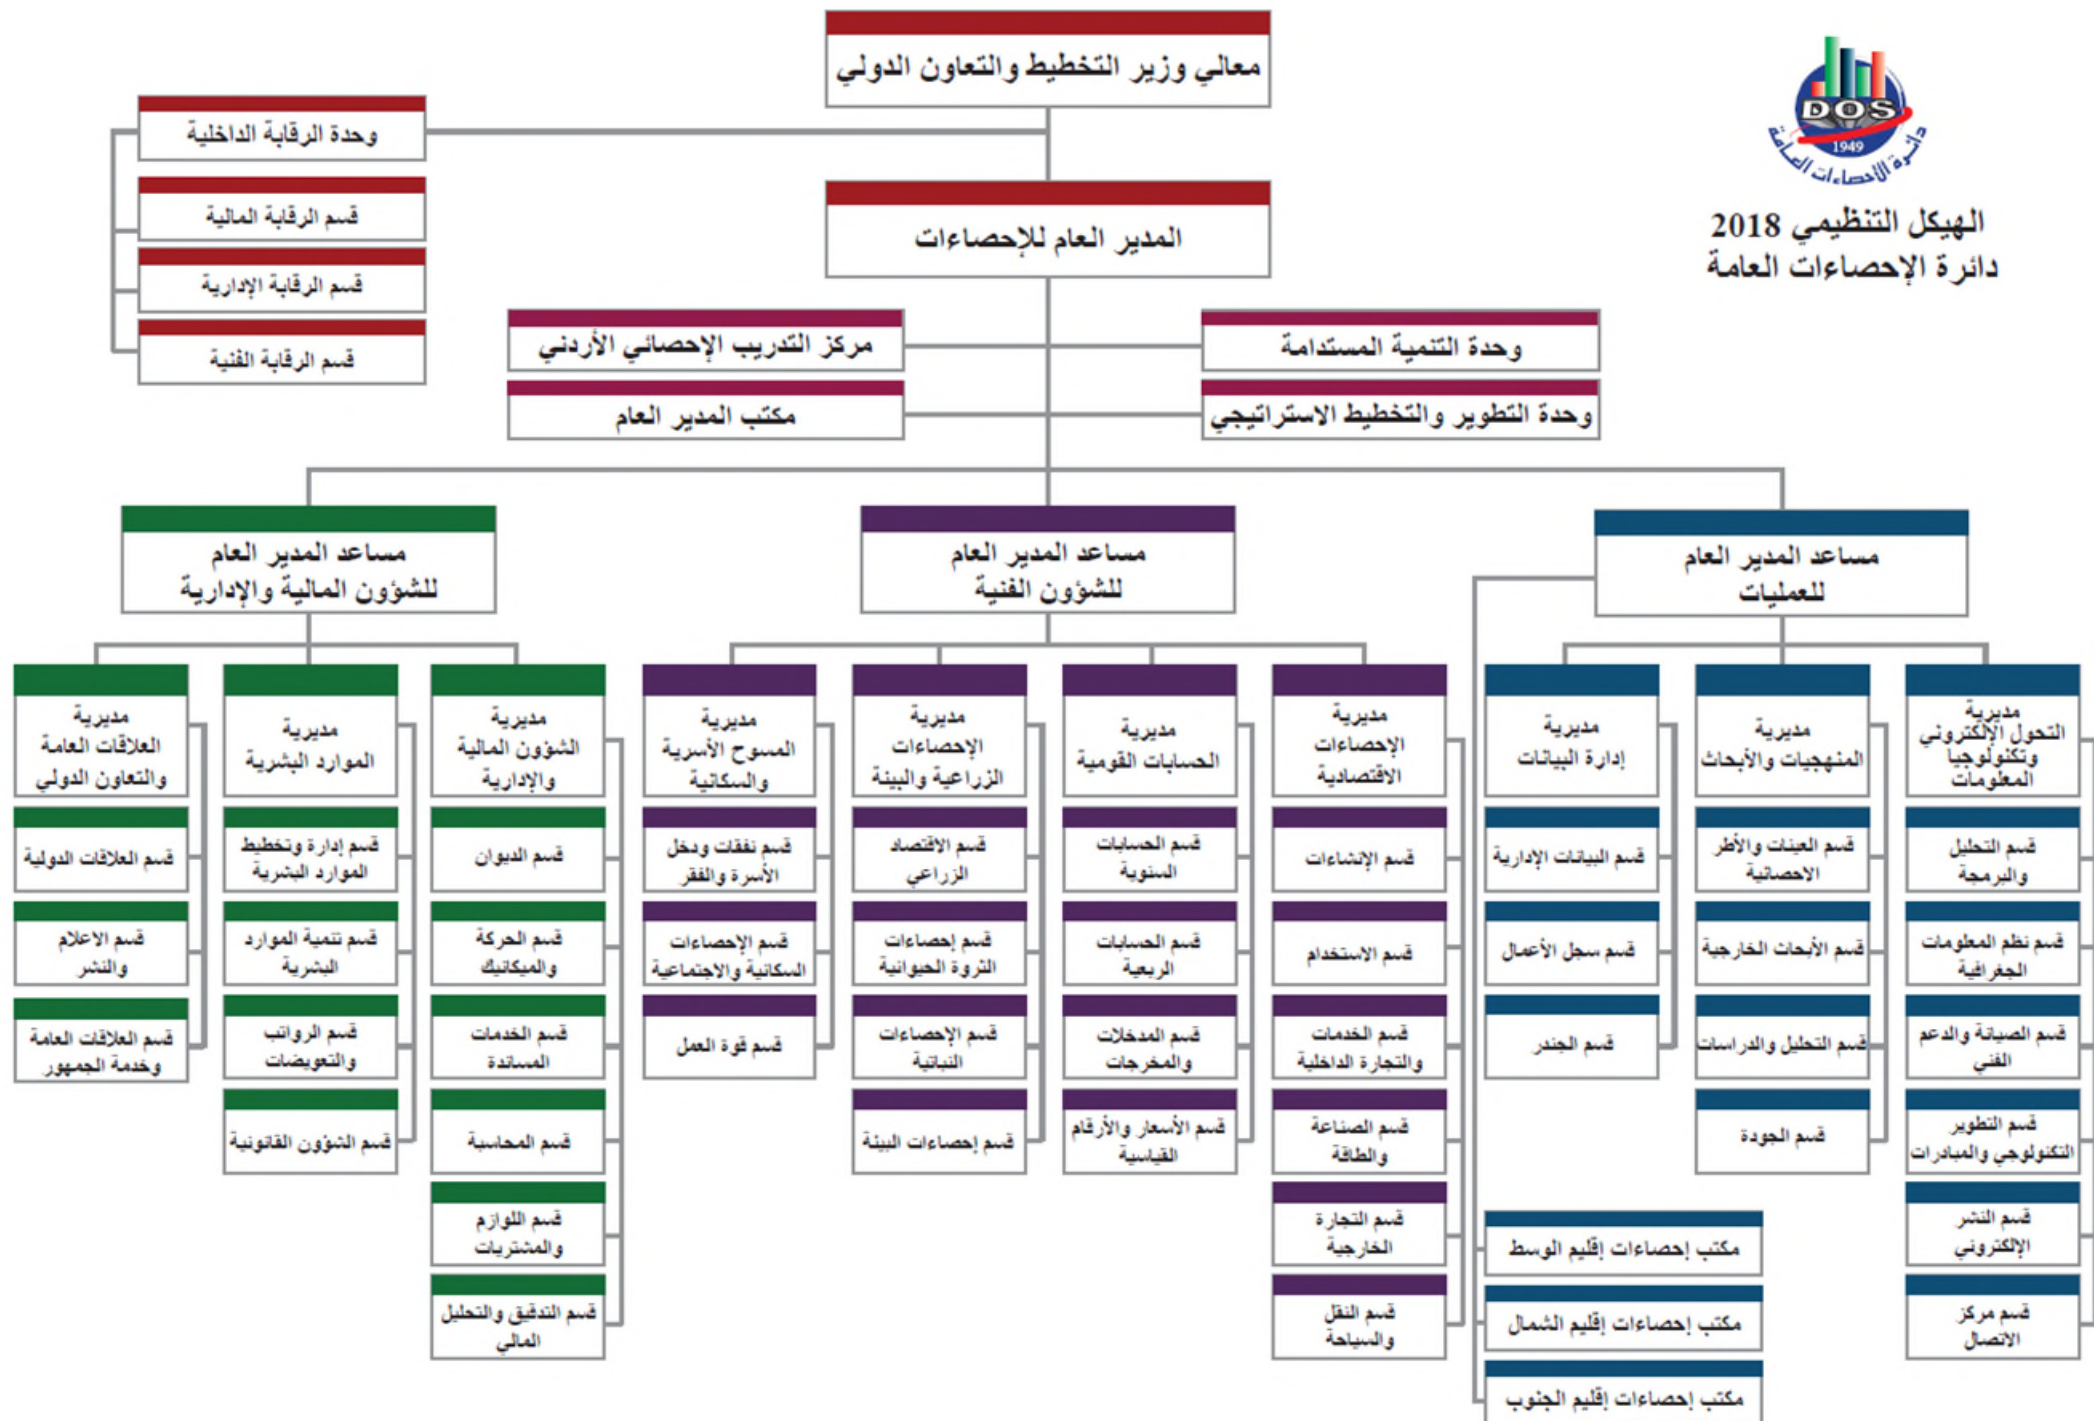 معالي وزير التخطيط والتعاون الدولي
DOS
1949
دائرة الإحصاءات العامة
الهيكل التنظيمي 2018
دائرة الإحصاءات العامة
وحدة الرقابة الداخلية
قسم الرقابة المالية
قسم الرقابة الإدارية
قسم الرقابة الفنية
المدير العام للإحصاءات
وحدة التنمية المستدامة
مركز التدريب الإحصائي الأردني
وحدة التطوير والتخطيط الاستراتيجي
مكتب المدير العام
مساعد المدير العام
للعمليات
مساعد المدير العام
للشؤون الفنية
مساعد المدير العام
للشؤون المالية والإدارية
مديرية
التحول الإلكتروني
وتكنولوجيا
المعلومات
قسم التحليل
والبرمجة
قسم نظم المعلومات
الجغرافية
قسم الصيانة والدعم
الفني
قسم التطوير
التكنولوجي والمبادرات
قسم النشر
الإلكتروني
قسم مركز
الاتصال
مديرية
المنهجيات والأبحاث
قسم العينات والأطر
الاحصائية
قسم الأبحاث الخارجية
قسم التحليل والدراسات
قسم الجودة
مديرية
إدارة البيانات
قسم البيانات الإدارية
قسم سجل الأعمال
قسم الجندر
مكتب إحصاءات إقليم الوسط
مكتب إحصاءات إقليم الشمال
مكتب إحصاءات إقليم الجنوب
مديرية
الإحصاءات
الاقتصادية
قسم الإنشاءات
قسم الاستخدام
قسم الخدمات
والتجارة الداخلية
قسم الصناعة
والطاقة
قسم التجارة
الخارجية
قسم النقل
والسياحة
مديرية
الحسابات القومية
قسم الحسابات
السنوية
قسم الحسابات
الربعية
قسم المدخلات
والمخرجات
قسم الأسعار والأرقام
القياسية
مديرية
الإحصاءات
الزراعية والبيئة
قسم الاقتصاد
الزراعي
قسم إحصاءات
الثروة الحيوانية
قسم الإحصاءات
النباتية
قسم إحصاءات البيئة
مديرية
المسوح الأسرية
والسكانية
قسم نفقات ودخل
الأسرة والفقر
قسم الإحصاءات
السكانية والاجتماعية
قسم قوة العمل
مديرية
الشؤون المالية
والإدارية
قسم الديوان
قسم الحركة
والميكانيك
قسم الخدمات
المساندة
قسم المحاسبة
قسم اللوازم
والمشتريات
قسم التدقيق والتحليل
المالي
مديرية
الموارد البشرية
قسم إدارة وتخطيط
الموارد البشرية
قسم تنمية الموارد
البشرية
قسم الرواتب
والتعويضات
قسم الشؤون القانونية
مديرية
العلاقات العامة
والتعاون الدولي
قسم العلاقات الدولية
قسم الاعلام
والنشر
قسم العلاقات العامة
وخدمة الجمهور